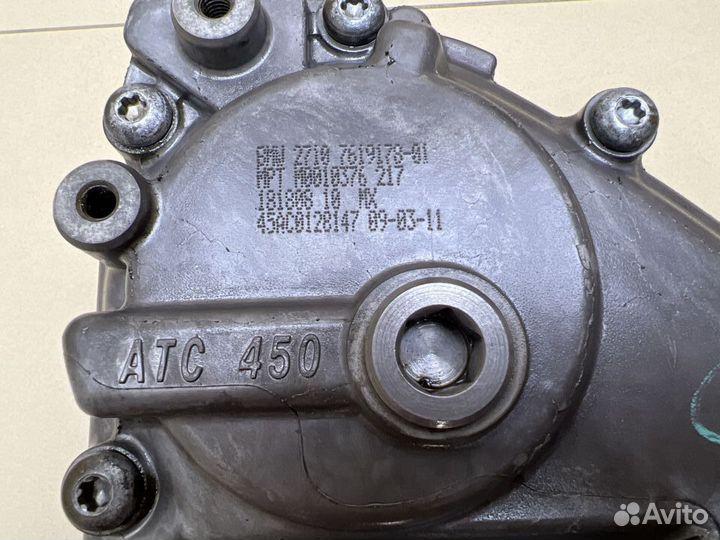 BMW 2710 7619178-01
MPT M0010376 217
181808 10 MX
45AC0128147 09-03-11
ATC 450
Avito